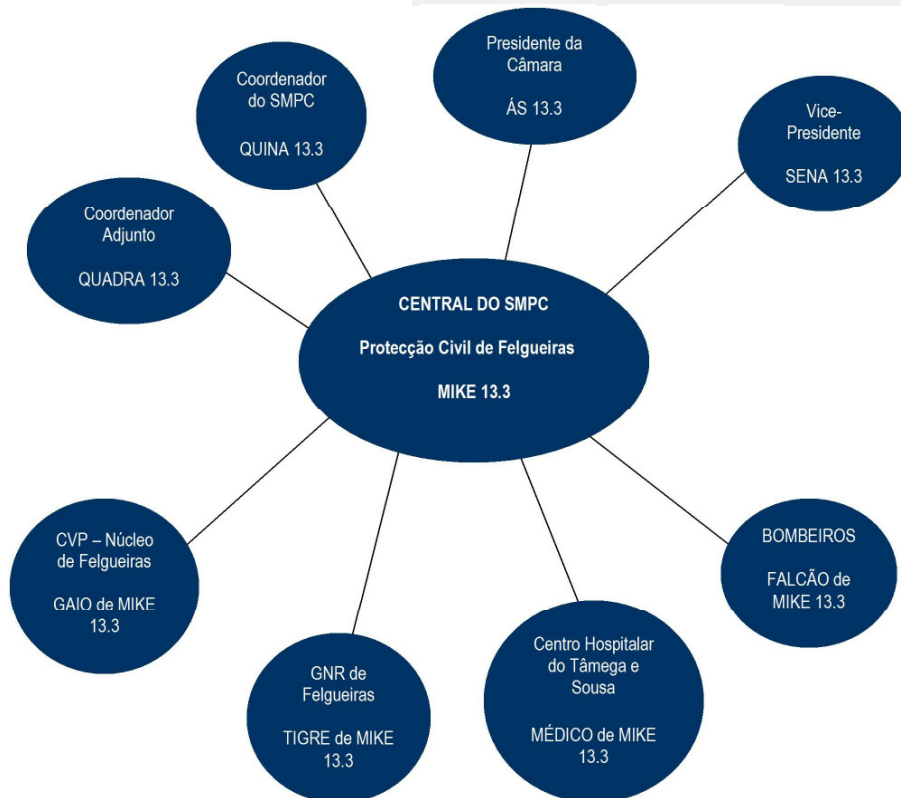 Presidente da
Câmara
ÁS 13.3
Coordenador
do SMPC
QUINA 13.3
Vice-
Presidente
SENA 13.3
Coordenador
Adjunto
QUADRA 13.3
CENTRAL DO SMPC
Protecção Civil de Felgueiras
MIKE 13.3
CVP – Núcleo
de Felgueiras
GAIO de MIKE
13.3
BOMBEIROS
FALCÃO de
MIKE 13.3
GNR de
Felgueiras
TIGRE de MIKE
13.3
Centro Hospitalar
do Tâmega e
Sousa
MÉDICO de MIKE
13.3